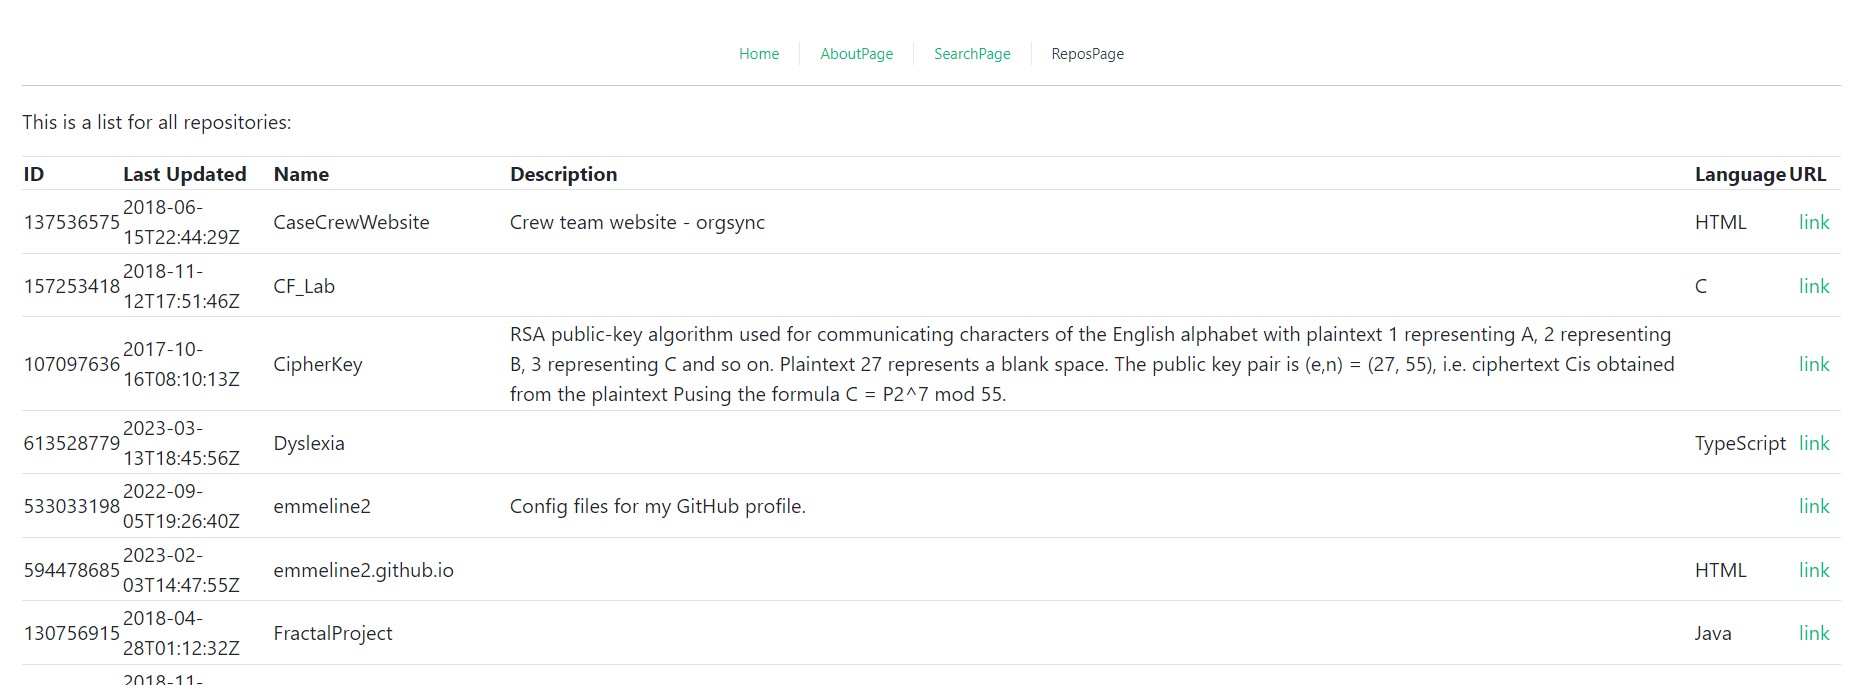 Home AboutPage SearchPage ReposPage
This is a list for all repositories:
ID Last Updated Name Description Language URL
137536575 2018-06-15T22:44:29Z CaseCrewWebsite Crew team website - orgsync HTML link
157253418 2018-11-12T17:51:46Z CF_Lab C link
107097636 2017-10-16T08:10:13Z CipherKey RSA public-key algorithm used for communicating characters of the English alphabet with plaintext 1 representing A, 2 representing B, 3 representing C and so on. Plaintext 27 represents a blank space. The public key pair is (e,n) = (27, 55), i.e. ciphertext Cis obtained from the plaintext Pusing the formula C = P2^7 mod 55. link
613528779 2023-03-13T18:45:56Z Dyslexia TypeScript link
533033198 2022-09-05T19:26:40Z emmeline2 Config files for my GitHub profile. link
594478685 2023-02-03T14:47:55Z emmeline2.github.io HTML link
130756915 2018-04-28T01:12:32Z FractalProject Java link
2018-11-